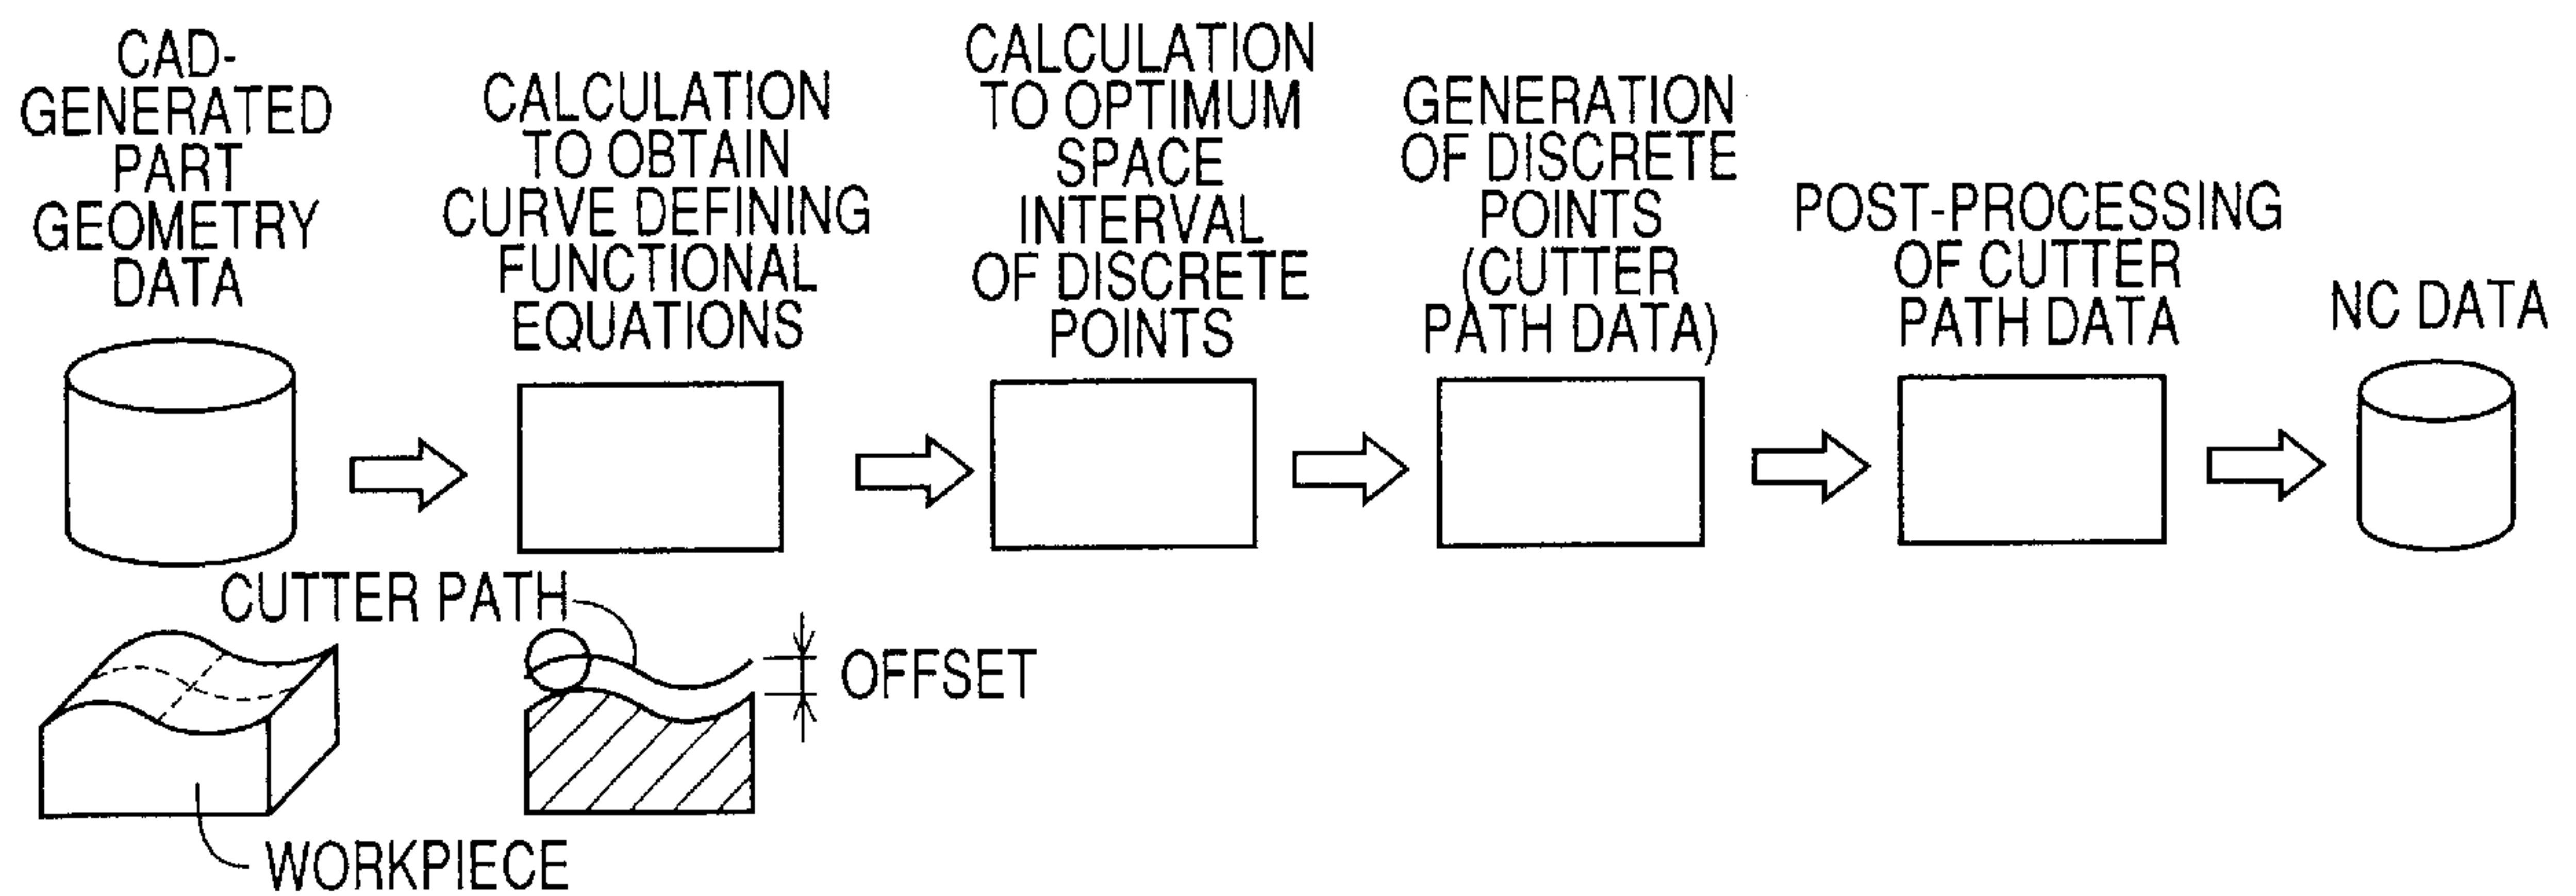 CAD-
GENERATED
PART
GEOMETRY
DATA
CALCULATION
TO OBTAIN
CURVE DEFINING
FUNCTIONAL
EQUATIONS
CALCULATION
TO OPTIMUM
SPACE
INTERVAL
OF DISCRETE
POINTS
GENERATION
OF DISCRETE
POINTS
(CUTTER
PATH DATA)
POST-PROCESSING
OF CUTTER
PATH DATA
NC DATA
CUTTER PATH
OFFSET
WORKPIECE